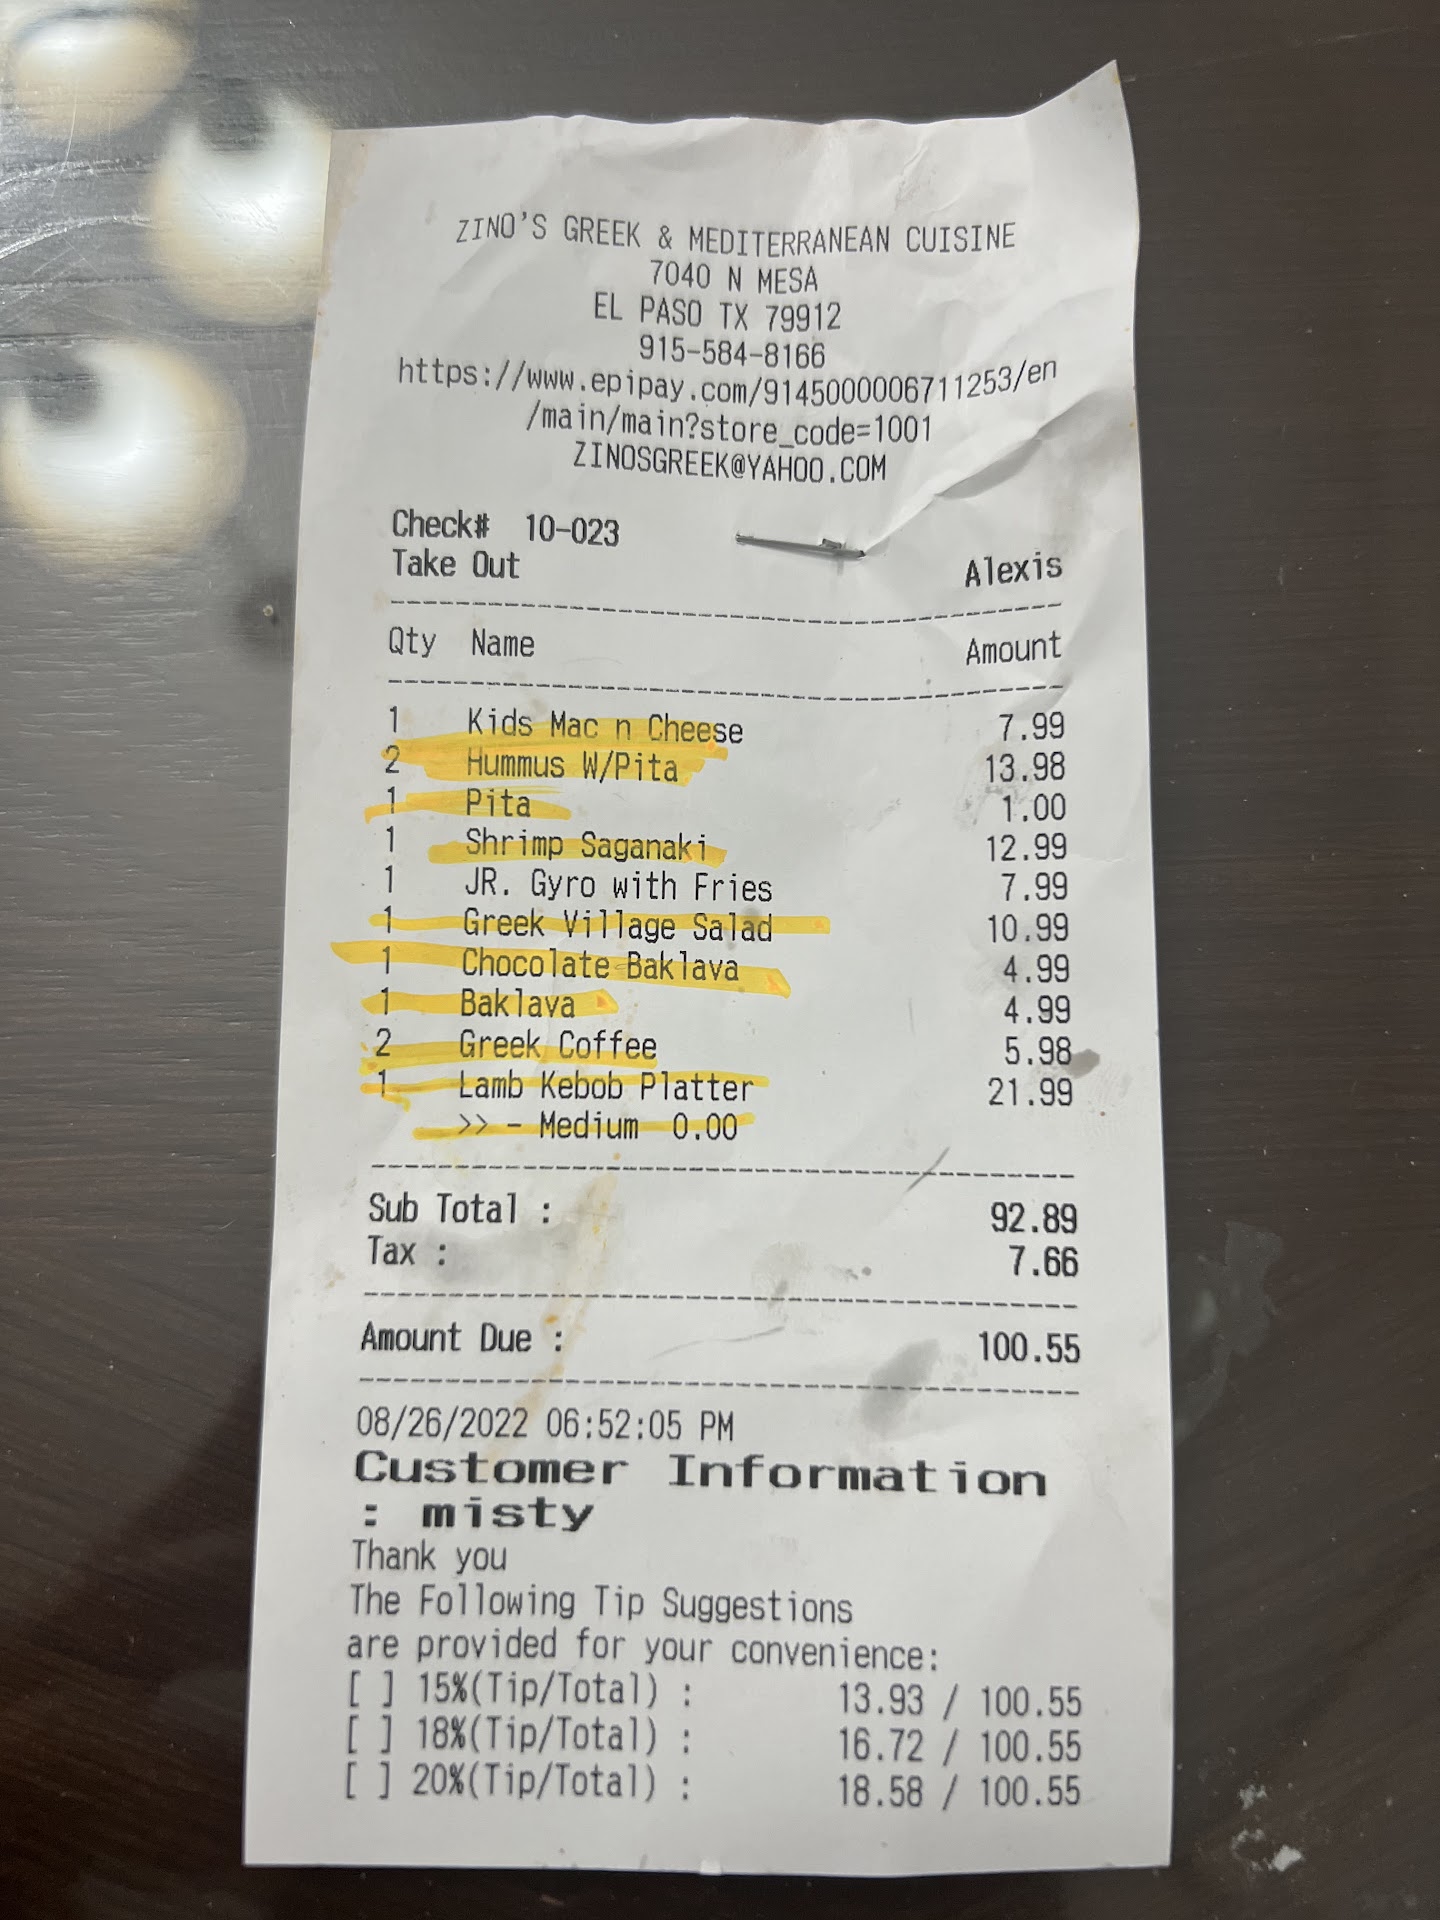 ZINO'S GREEK & MEDITERRANEAN CUISINE
7040 N MESA
EL PASO TX 79912
915-584-8166
https://www.epipay.com/9145000006711253/en
/main/main?store_code=1001
ZINOSGREEK@YAHOO.COM
Check# 10-023
Take Out Alexis
Qty Name Amount
1 Kids Mac n Cheese 7.99
2 Hummus W/Pita 13.98
1 Pita 1.00
1 Shrimp Saganaki 12.99
1 JR. Gyro with Fries 7.99
1 Greek Village Salad 10.99
1 Chocolate Baklava 4.99
1 Baklava 4.99
2 Greek Coffee 5.98
1 Lamb Kebob Platter 21.99
>> - Medium 0.00
Sub Total : 92.89
Tax : 7.66
Amount Due : 100.55
08/26/2022 06:52:05 PM
Customer Information
: misty
Thank you
The Following Tip Suggestions
are provided for your convenience:
[ ] 15%(Tip/Total) : 13.93 / 100.55
[ ] 18%(Tip/Total) : 16.72 / 100.55
[ ] 20%(Tip/Total) : 18.58 / 100.55